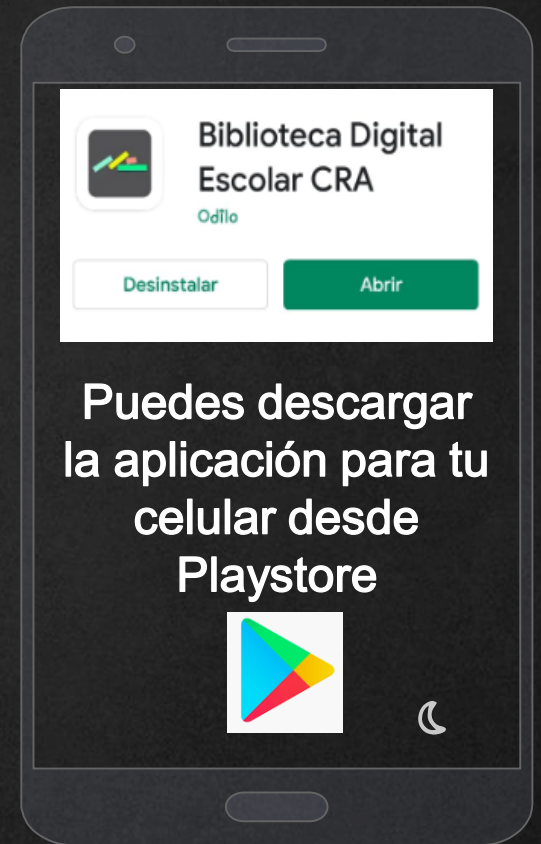 Biblioteca Digital
Escolar CRA
Odilo
Desinstalar
Abrir
Puedes descargar
la aplicación para tu
celular desde
Playstore